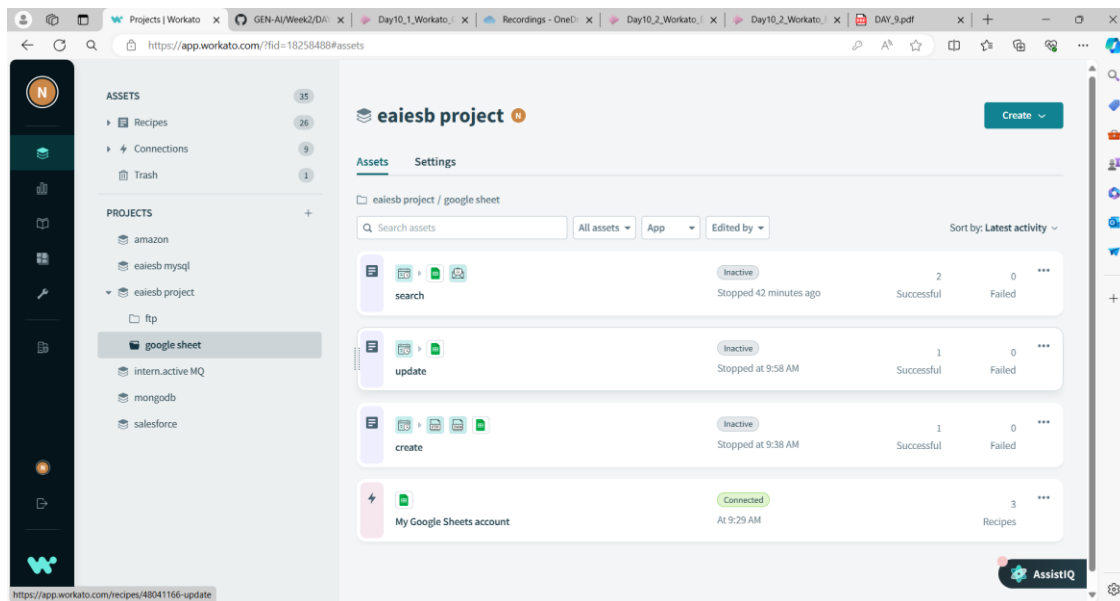 Projects | Workato
GEN-AI/Week2/DA
Day10_1_Workato_
Recordings - OneD
Day10_2_Workato_
Day10_2_Workato_
DAY_9.pdf
https://app.workato.com/?fid=18258488#assets
N
ASSETS 35
Recipes 26
Connections 9
Trash 1
PROJECTS +
amazon
eaiesb mysql
eaiesb project
ftp
google sheet
intern.active MQ
mongodb
salesforce
eaiesb project N
Create
Assets Settings
eaiesb project / google sheet
Search assets All assets App Edited by Sort by: Latest activity
search
Inactive
Stopped 42 minutes ago
2 Successful
0 Failed
update
Inactive
Stopped at 9:58 AM
1 Successful
0 Failed
create
Inactive
Stopped at 9:38 AM
1 Successful
0 Failed
My Google Sheets account
Connected
At 9:29 AM
3 Recipes
AssistIQ
https://app.workato.com/recipes/48041166-update